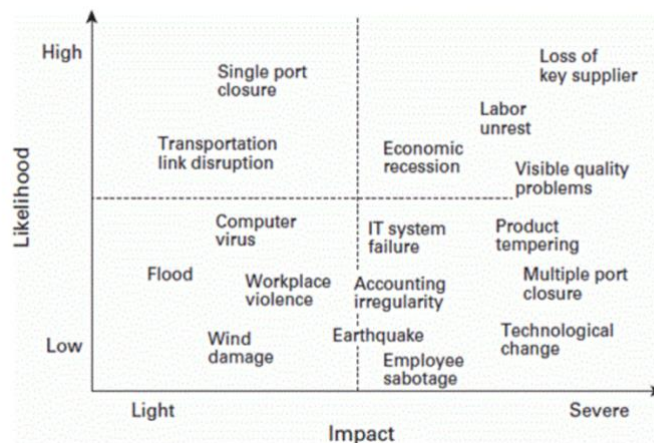 High
Single port
closure
Loss of
key supplier
Labor
unrest
Transportation
link disruption
Economic
recession
Visible quality
problems
Likelihood
Computer
virus
IT system
failure
Product
tempering
Flood
Workplace
violence
Accounting
irregularity
Multiple port
closure
Low
Wind
damage
Earthquake
Employee
sabotage
Technological
change
Light
Severe
Impact